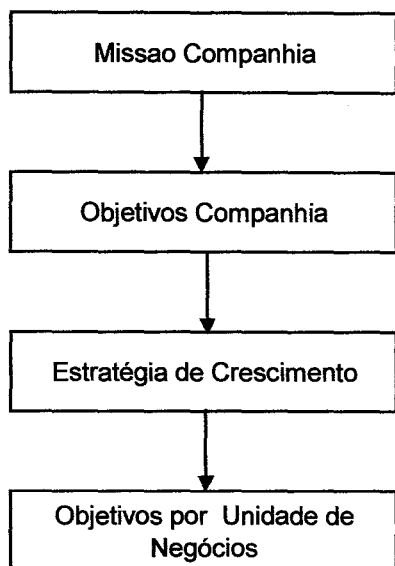 Missao Companhia
Objetivos Companhia
Estratégia de Crescimento
Objetivos por Unidade de
Negócios